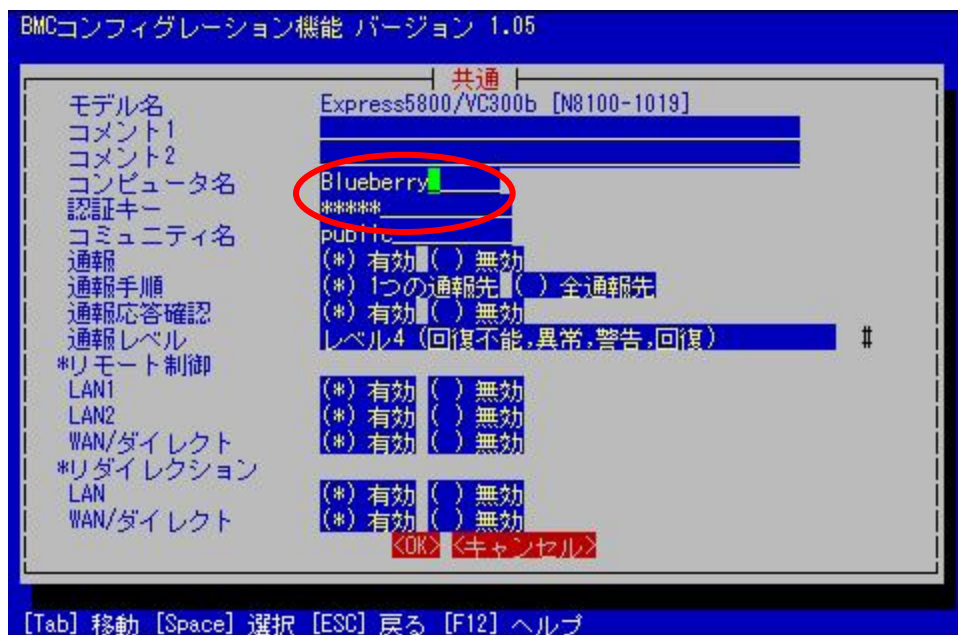 BMCコンフィグレーション機能 バージョン 1.05
共通
モデル名 Express5800/VC300b [N8100-1019]
コメント1
コメント2
コンピュータ名 Blueberry
認証キー *****
コミュニティ名 public
通報 (*) 有効 ( ) 無効
通報手順 (*) 1つの通報先 ( ) 全通報先
通報応答確認 (*) 有効 ( ) 無効
通報レベル レベル4 (回復不能,異常,警告,回復) #
*リモート制御
LAN1 (*) 有効 ( ) 無効
LAN2 (*) 有効 ( ) 無効
WAN/ダイレクト (*) 有効 ( ) 無効
*リダイレクション
LAN (*) 有効 ( ) 無効
WAN/ダイレクト (*) 有効 ( ) 無効
<OK> <キャンセル>
[Tab] 移動 [Space] 選択 [ESC] 戻る [F12] ヘルプ